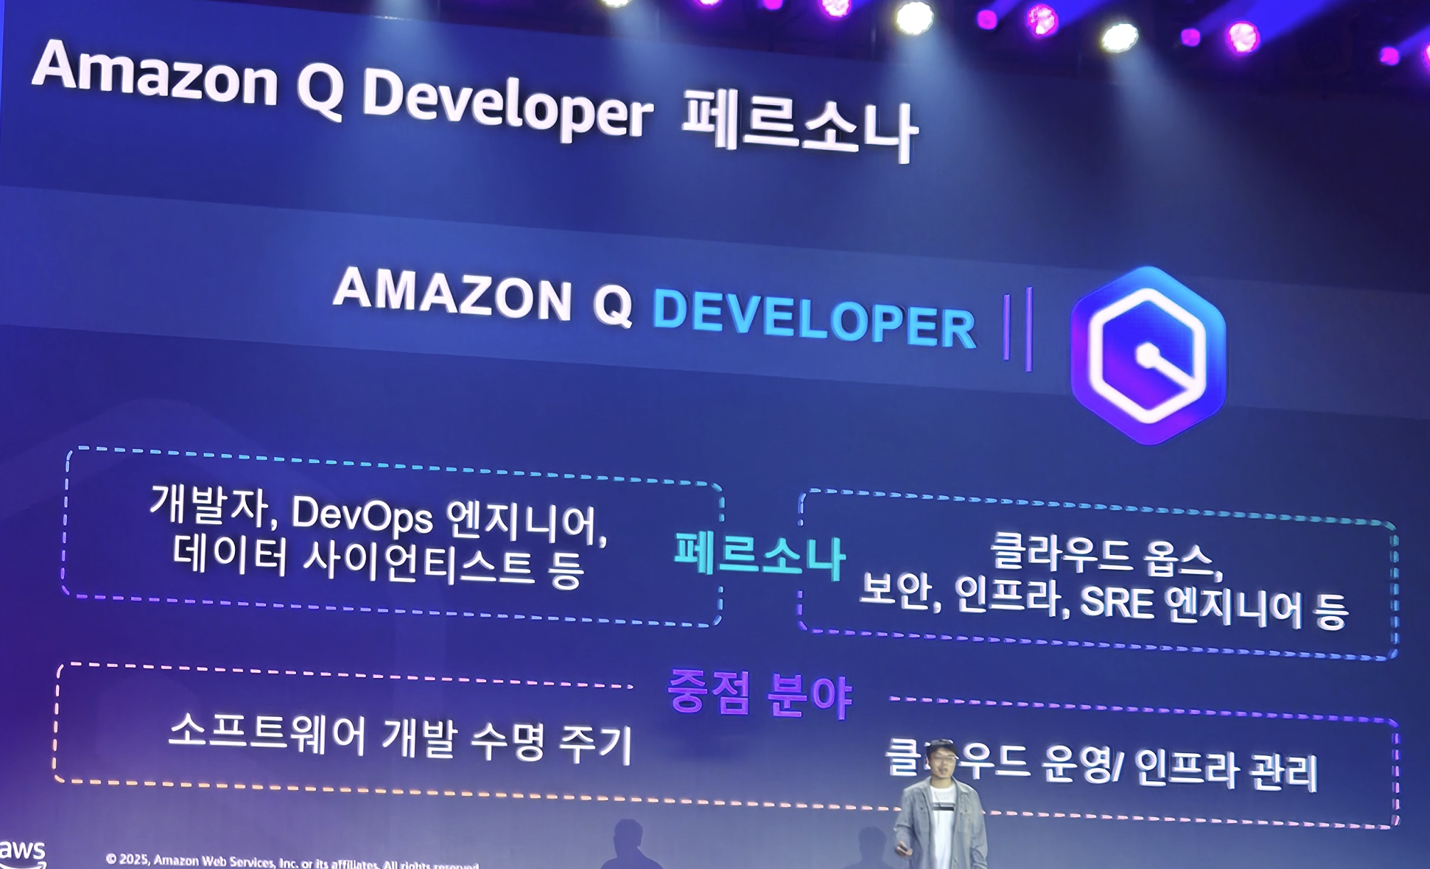 Amazon Q Developer 페르소나
AMAZON Q DEVELOPER
개발자, DevOps 엔지니어,
데이터 사이언티스트 등
페르소나
클라우드 옵스,
보안, 인프라, SRE 엔지니어 등
중점 분야
소프트웨어 개발 수명 주기
클우드 운영/ 인프라 관리
aws
© 2025, Amazon Web Services, Inc. or its affiliates. All rights reserved.